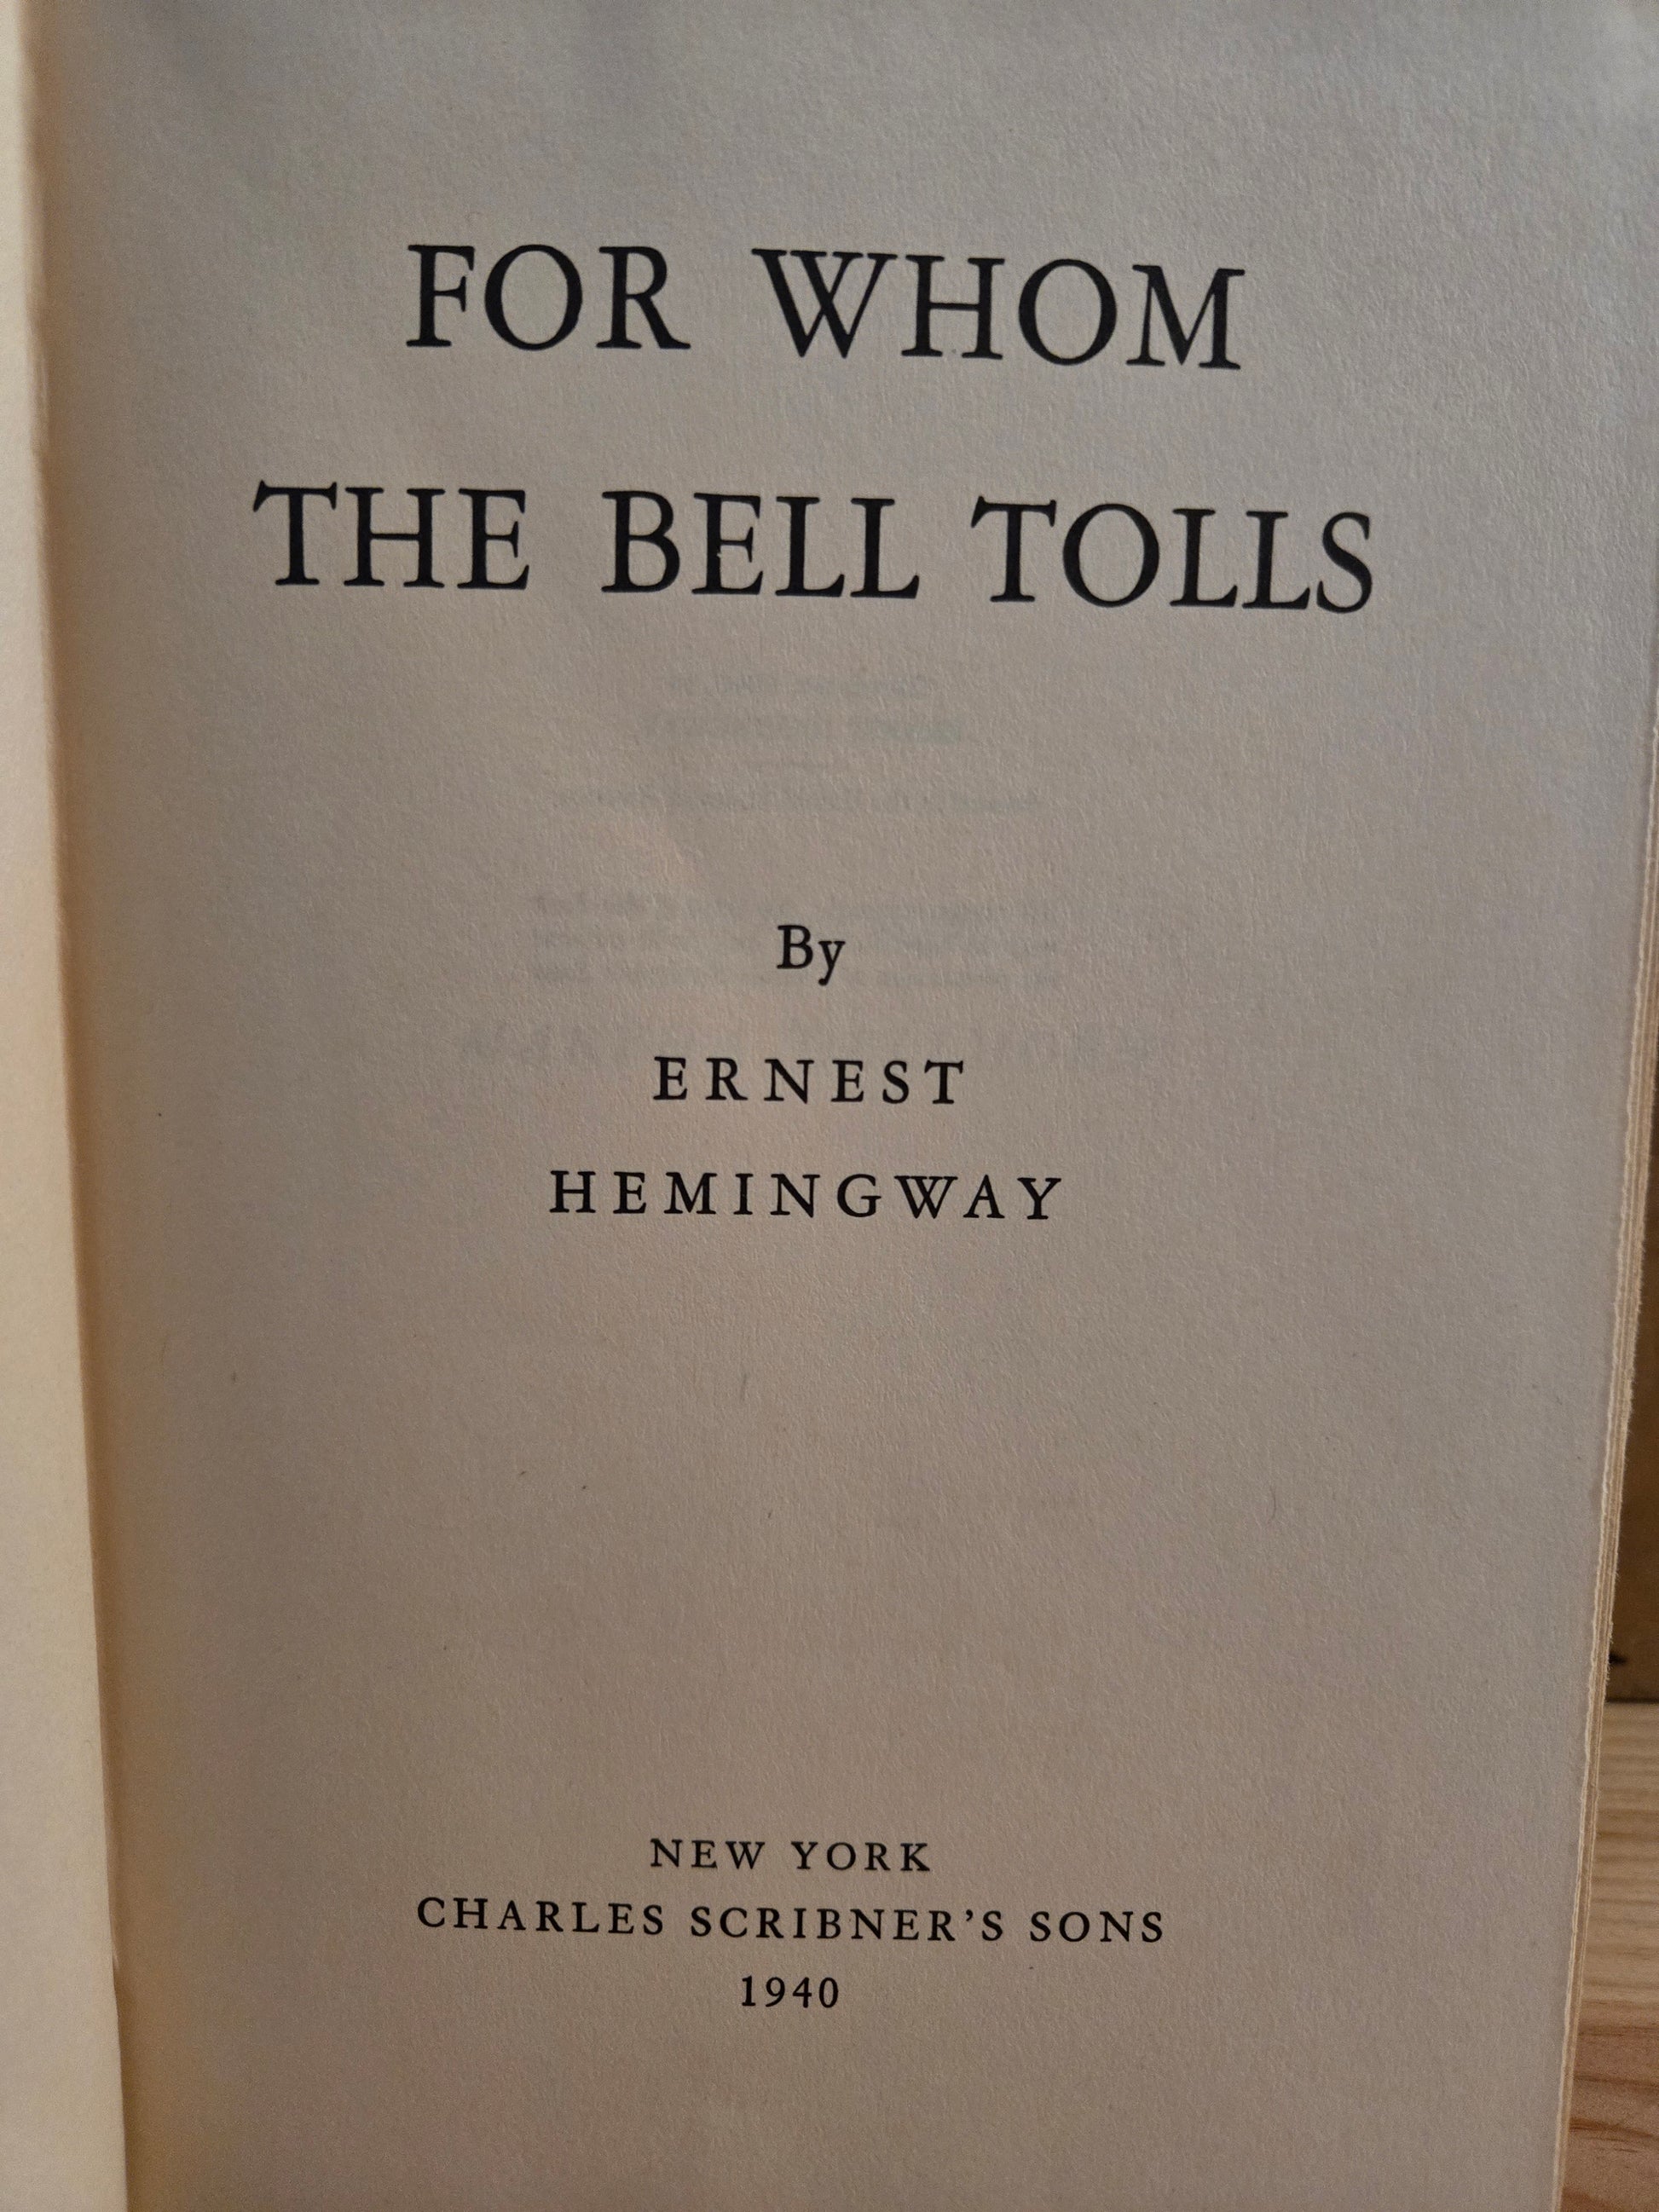 FOR WHOM
THE BELL TOLLS
By
ERNEST
HEMINGWAY
NEW YORK
CHARLES SCRIBNER'S SONS
1940